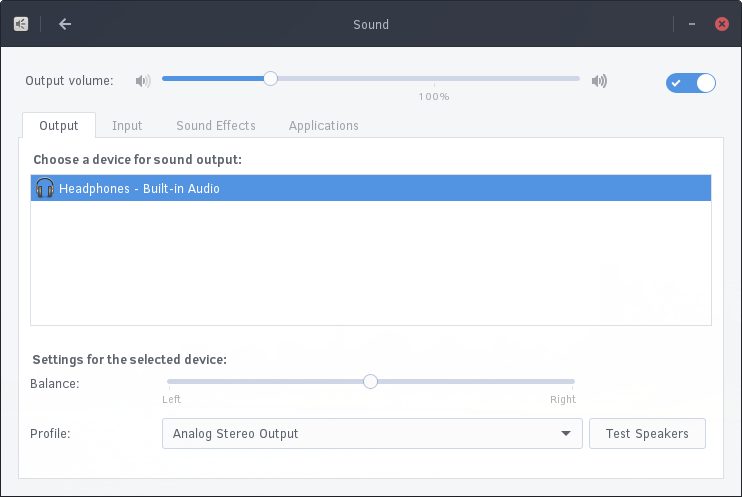 Sound
Output volume:
100%
Output Input Sound Effects Applications
Choose a device for sound output:
Headphones - Built-in Audio
Settings for the selected device:
Balance:
Left Right
Profile: Analog Stereo Output Test Speakers